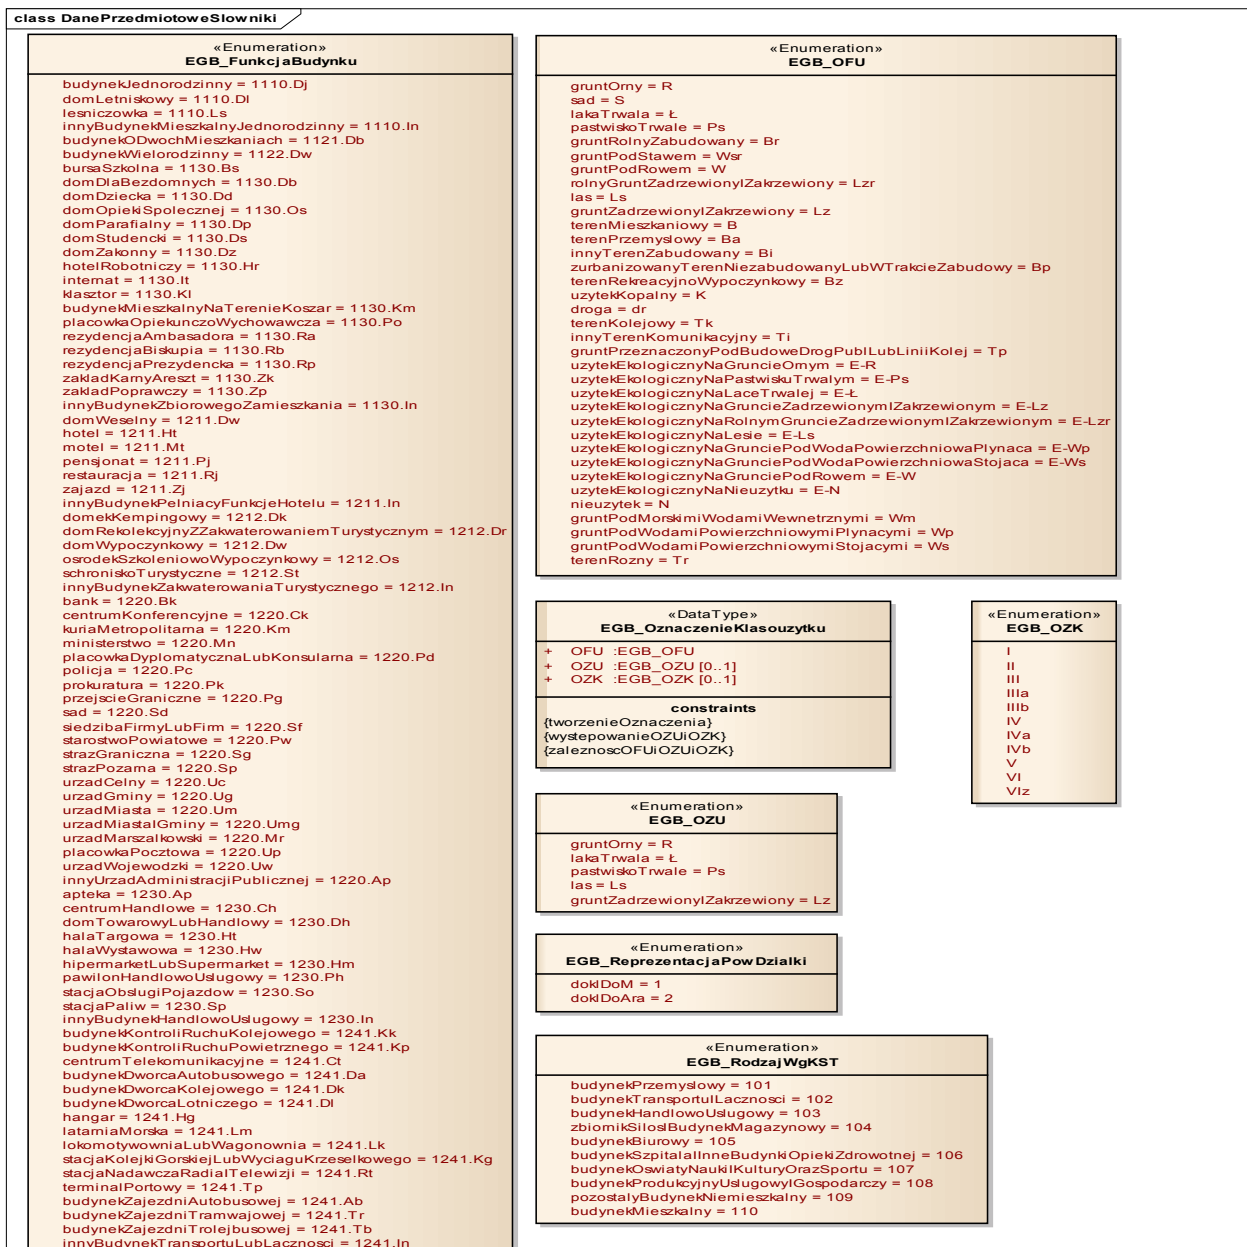 class DanePrzedmiotoweSlowniki
«Enumeration»
EGB_FunkcjaBudynku
budynekJednorodzinny = 1110.Dj
domLetniskowy = 1110.Dl
lesniczowka = 1110.Ls
innyBudynekMieszkalnyJednorodzinny = 1110.In
budynekODwochMieszkaniach = 1121.Db
budynekWielorodzinny = 1122.Dw
bursaSzkolna = 1130.Bs
domDlaBezdomnych = 1130.Db
domDziecka = 1130.Dd
domOpiekiSpolecznej = 1130.Os
domParafialny = 1130.Dp
domStudencki = 1130.Ds
domZakonny = 1130.Dz
hotelRobotniczy = 1130.Hr
internat = 1130.It
klasztor = 1130.Kl
budynekMieszkalnyNaTerenieKoszar = 1130.Km
placowkaOpiekunczoWychowawcza = 1130.Po
rezydencjaAmbasadora = 1130.Ra
rezydencjaBiskupia = 1130.Rb
rezydencjaPrezydencka = 1130.Rp
zakladKarnyAreszt = 1130.Zk
zakladPoprawczy = 1130.Zp
innyBudynekZbiorowegoZamieszkania = 1130.In
domWeselny = 1211.Dw
hotel = 1211.Ht
motel = 1211.Mt
pensjonat = 1211.Pj
restauracja = 1211.Rj
zajazd = 1211.Zj
innyBudynekPelniacyFunkcjeHotelu = 1211.In
domekKempingowy = 1212.Dk
domRekolekcyjnyZZakwaterowaniemTurystycznym = 1212.Dr
domWypoczynkowy = 1212.Dw
osrodekSzkoleniowoWypoczynkowy = 1212.Os
schroniskoTurystyczne = 1212.St
innyBudynekZakwaterowaniaTurystycznego = 1212.In
bank = 1220.Bk
centrumKonferencyjne = 1220.Ck
kuriaMetropolitarna = 1220.Km
ministerstwo = 1220.Mn
placowkaDyplomatycznaLubKonsularna = 1220.Pd
policja = 1220.Pc
prokuratura = 1220.Pk
przejscieGraniczne = 1220.Pg
sad = 1220.Sd
siedzibaFirmyLubFirm = 1220.Sf
starostwoPowiatowe = 1220.Pw
strazGraniczna = 1220.Sg
strazPozarna = 1220.Sp
urzadCelny = 1220.Uc
urzadGminy = 1220.Ug
urzadMiasta = 1220.Um
urzadMiastaIGminy = 1220.Umg
urzadMarszalkowski = 1220.Mr
placowkaPocztowa = 1220.Up
urzadWojewodzki = 1220.Uw
innyUrzadAdministracjiPublicznej = 1220.Ap
apteka = 1230.Ap
centrumHandlowe = 1230.Ch
domTowarowyLubHandlowy = 1230.Dh
halaTargowa = 1230.Ht
halaWystawowa = 1230.Hw
hipermarketLubSupermarket = 1230.Hm
pawilonHandlowoUslugowy = 1230.Ph
stacjaObslugiPojazdow = 1230.So
stacjaPaliw = 1230.Sp
innyBudynekHandlowoUslugowy = 1230.In
budynekKontroliRuchuKolejowego = 1241.Kk
budynekKontroliRuchuPowietrznego = 1241.Kp
centrumTelekomunikacyjne = 1241.Ct
budynekDworcaAutobusowego = 1241.Da
budynekDworcaKolejowego = 1241.Dk
budynekDworcaLotniczego = 1241.Dl
hangar = 1241.Hg
latarniaMorska = 1241.Lm
lokomotywowniaLubWagonownia = 1241.Lk
stacjaKolejkiGorskiejLubWyciaguKrzeselkowego = 1241.Kg
stacjaNadawczaRadiaITelewizji = 1241.Rt
terminalPortowy = 1241.Tp
budynekZajezdniAutobusowej = 1241.Ab
budynekZajezdniTramwajowej = 1241.Tr
budynekZajezdniTrolejbusowej = 1241.Tb
innyBudynekTransportuLubLacznosci = 1241.In
«Enumeration»
EGB_OFU
gruntOrny = R
sad = S
lakaTrwala = Ł
pastwiskoTrwale = Ps
gruntRolnyZabudowany = Br
gruntPodStawem = Wsr
gruntPodRowem = W
rolnyGruntZadrzewionyIZakrzewiony = Lzr
las = Ls
gruntZadrzewionyIZakrzewiony = Lz
terenMieszkaniowy = B
terenPrzemyslowy = Ba
innyTerenZabudowany = Bi
zurbanizowanyTerenNiezabudowanyLubWTrakcieZabudowy = Bp
terenRekreacyjnoWypoczynkowy = Bz
uzytekKopalny = K
droga = dr
terenKolejowy = Tk
innyTerenKomunikacyjny = Ti
gruntPrzeznaczonyPodBudoweDrogPublLubLiniiKolej = Tp
uzytekEkologicznyNaGruncieOrnym = E-R
uzytekEkologicznyNaPastwiskuTrwalym = E-Ps
uzytekEkologicznyNaLaceTrwalej = E-Ł
uzytekEkologicznyNaGruncieZadrzewionymIZakrzewionym = E-Lz
uzytekEkologicznyNaRolnymGruncieZadrzewionymIZakrzewionym = E-Lzr
uzytekEkologicznyNaLesie = E-Ls
uzytekEkologicznyNaGruncjePodWodaPowierzchniowaPlynaca = E-Wp
uzytekEkologicznyNaGruncjePodWodaPowierzchniowaStojaca = E-Ws
uzytekEkologicznyNaGruncjePodRowem = E-W
uzytekEkologicznyNaNieuzytku = E-N
nieuzytek = N
gruntPodMorskimiWodamiWewnetrznymi = Wm
gruntPodWodamiPowierzchniowymiPlynacymi = Wp
gruntPodWodamiPowierzchniowymiStojacymi = Ws
terenRozny = Tr
«DataType»
EGB_OznaczenieKlasouzytku
+ OFU :EGB_OFU
+ OZU :EGB_OZU [0..1]
+ OZK :EGB_OZK [0..1]
constraints
{tworzenieOznaczenia}
{wystepowanieOZUiOZK}
{zaleznoscOFUiOZUiOZK}
«Enumeration»
EGB_OZK
I
II
III
IIIa
IIIb
IV
IVa
IVb
V
VI
VIz
«Enumeration»
EGB_OZU
gruntOrny = R
lakaTrwala = Ł
pastwiskoTrwale = Ps
las = Ls
gruntZadrzewionyIZakrzewiony = Lz
«Enumeration»
EGB_ReprezentacjaPowDzialki
doklDoM = 1
doklDoAra = 2
«Enumeration»
EGB_RodzajWgKST
budynekPrzemyslowy = 101
budynekTransportuILacznosci = 102
budynekHandlowoUslugowy = 103
zbiornikSilosIBudynekMagazynowy = 104
budynekBiurowy = 105
budynekSzpitalaIInneBudynkiOpiekiZdrowotnej = 106
budynekOswiatyNaukiIKulturyOrazSportu = 107
budynekProdukcyjnyUslugowyIGospodarczy = 108
pozostalyBudynekNiemieszkalny = 109
budynekMieszkalny = 110